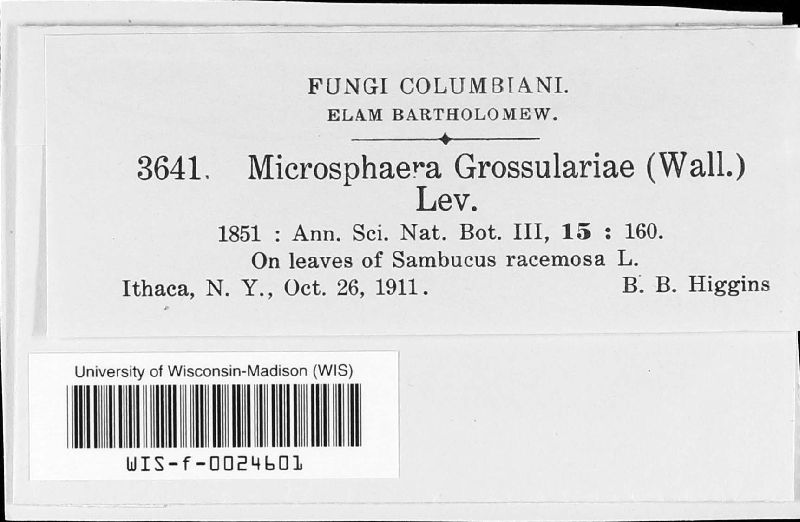 FUNGI COLUMBIANI.
ELAM BARTHOLOMEW.
3641. Microsphaera Grossulariae (Wall.)
Lev.
1851 : Ann. Sci. Nat. Bot. III, 15 : 160.
On leaves of Sambucus racemosa L.
Ithaca, N. Y., Oct. 26, 1911. B. B. Higgins
University of Wisconsin-Madison (WIS)
WIS-f-0024601